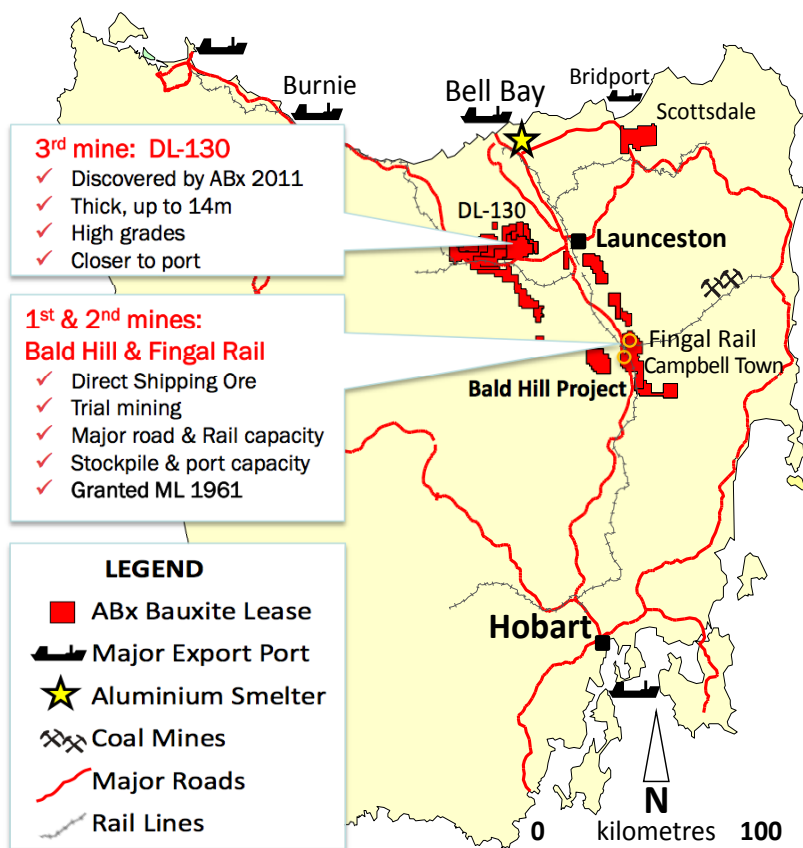 Burnie
Bell Bay
Bridport
Scottsdale
3rd mine: DL-130
✓ Discovered by ABx 2011
✓ Thick, up to 14m
✓ High grades
✓ Closer to port
DL-130
Launceston
1st & 2nd mines:
Bald Hill & Fingal Rail
✓ Direct Shipping Ore
✓ Trial mining
✓ Major road & Rail capacity
✓ Stockpile & port capacity
✓ Granted ML 1961
Fingal Rail
Campbell Town
Bald Hill Project
LEGEND
ABx Bauxite Lease
Major Export Port
Aluminium Smelter
Coal Mines
Major Roads
Rail Lines
Hobart
N
0 kilometres 100